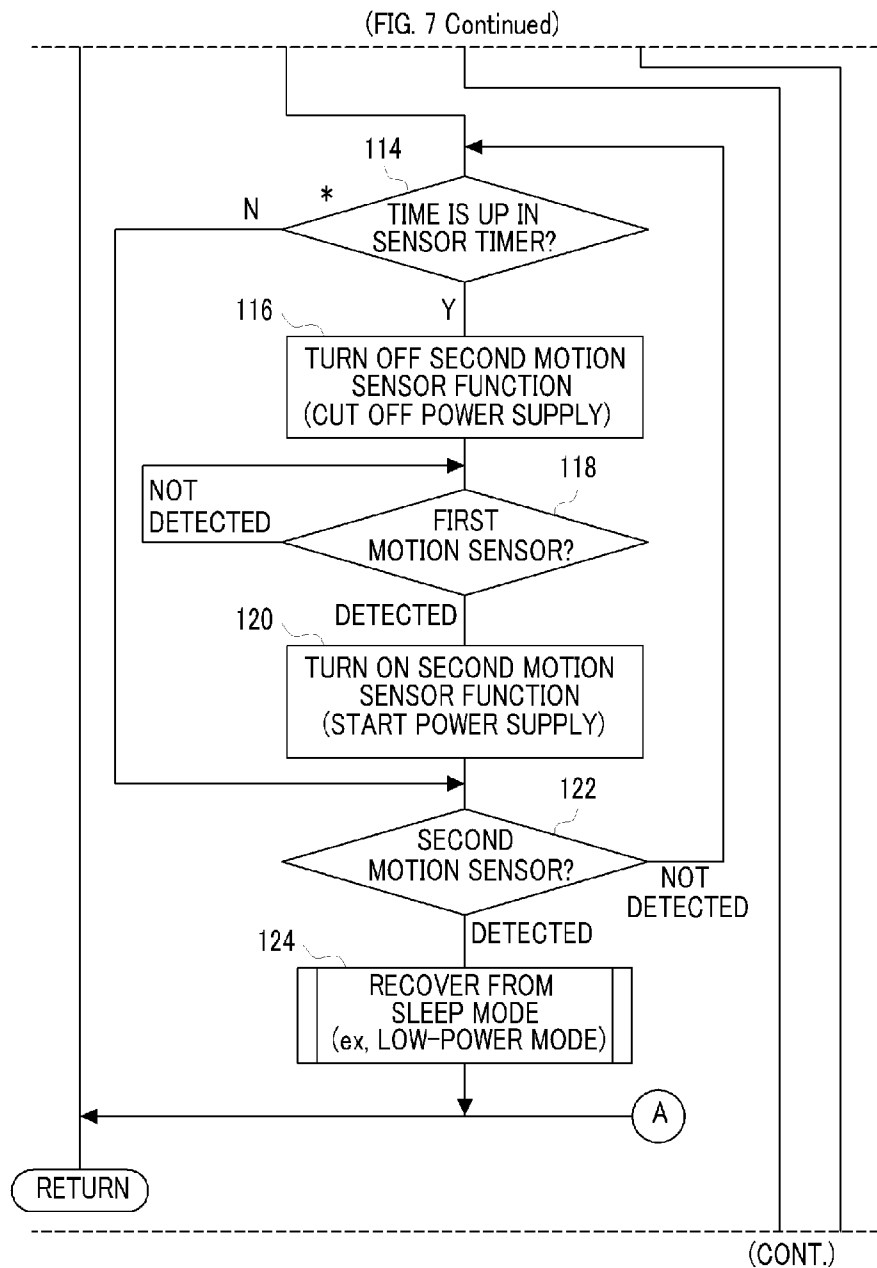 (FIG. 7 Continued)
114
*
N
TIME IS UP IN
SENSOR TIMER?
Y
116
TURN OFF SECOND MOTION
SENSOR FUNCTION
(CUT OFF POWER SUPPLY)
118
NOT
DETECTED
FIRST
MOTION SENSOR?
DETECTED
120
TURN ON SECOND MOTION
SENSOR FUNCTION
(START POWER SUPPLY)
122
SECOND
MOTION SENSOR?
NOT
DETECTED
DETECTED
124
RECOVER FROM
SLEEP MODE
(ex, LOW-POWER MODE)
A
RETURN
(CONT.)